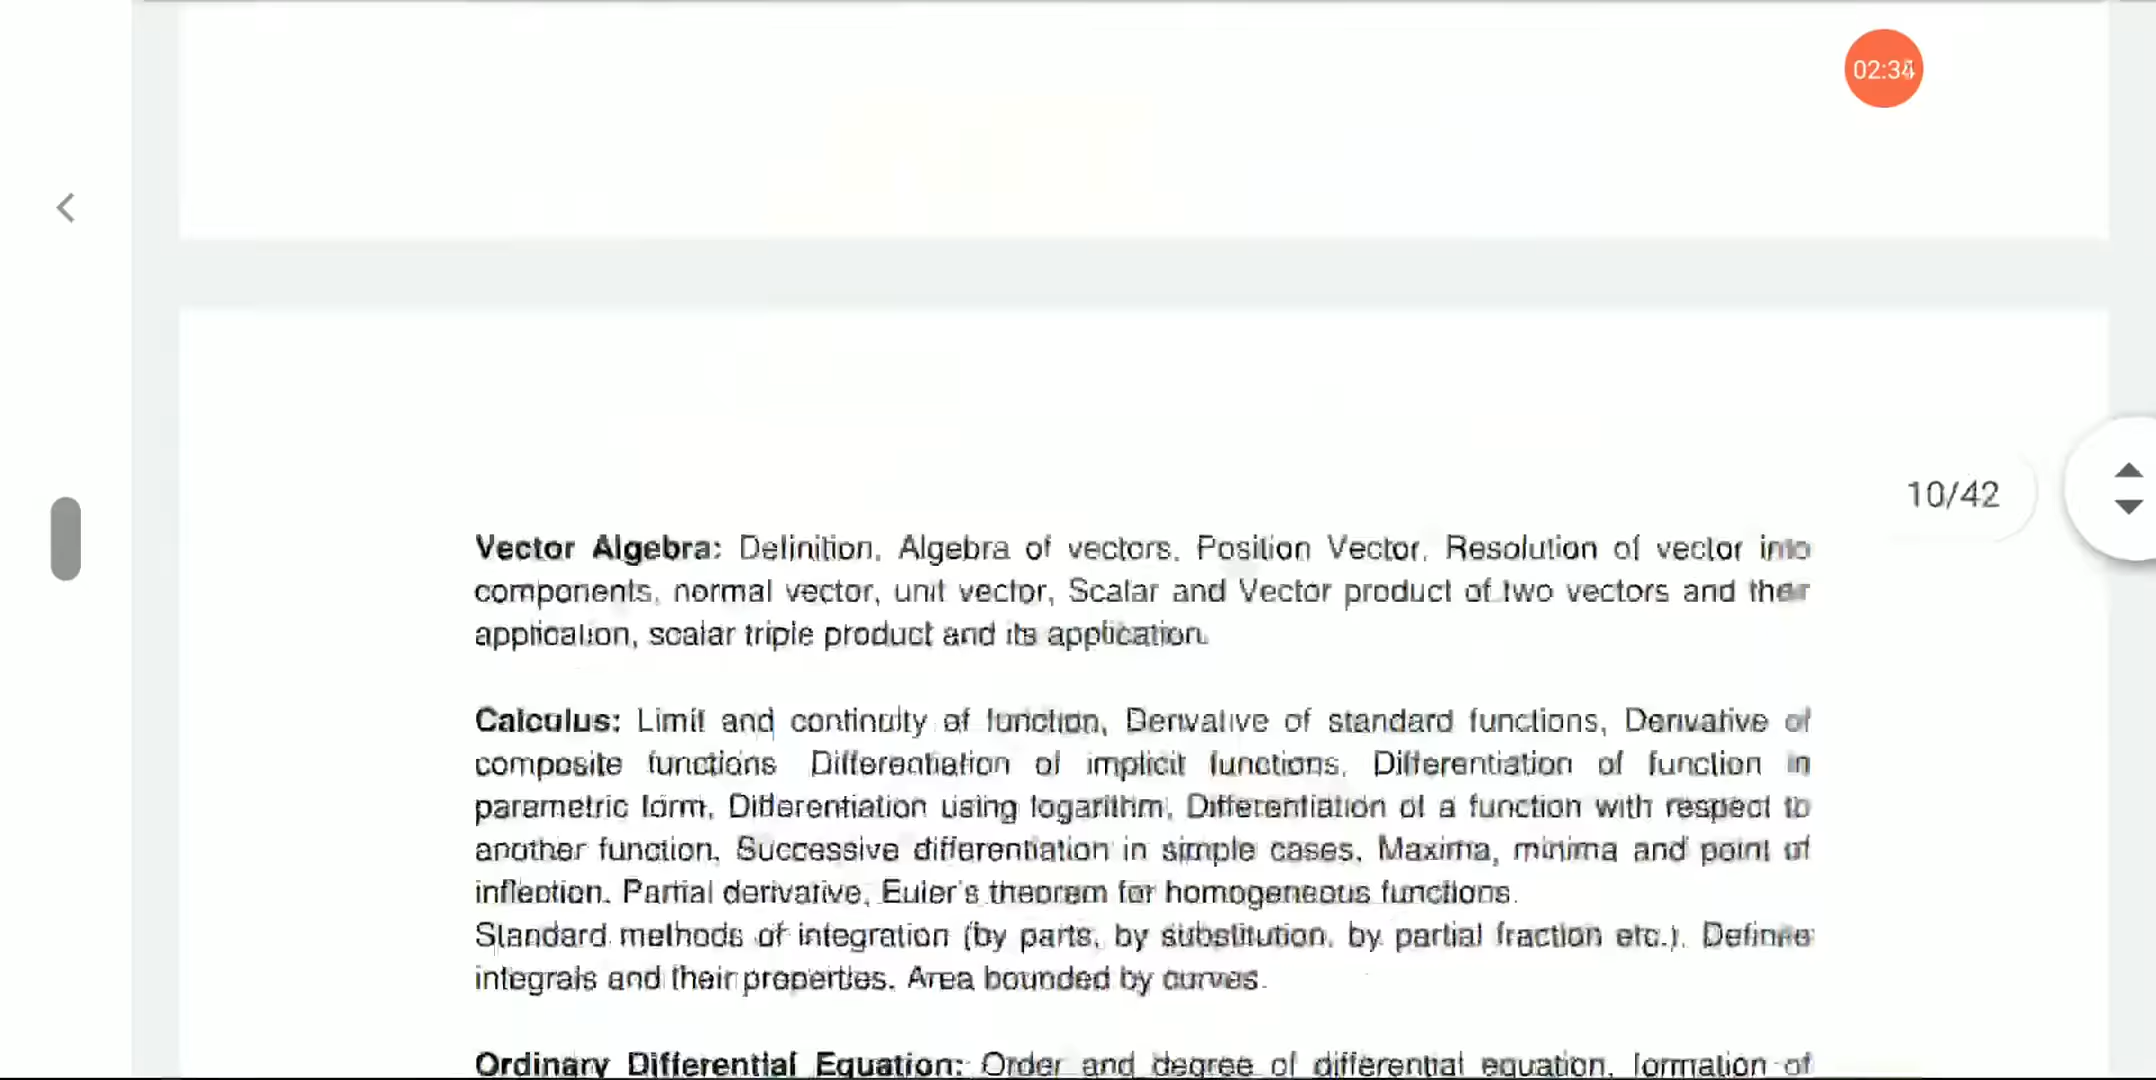 02:34
10/42
Vector Algebra: Definition, Algebra of vectors, Position Vector, Resolution of vector into
components, normal vector, unit vector, Scalar and Vector product of two vectors and their
application, scalar triple product and its application.
Calculus: Limit and continuity of function, Derivative of standard functions, Derivative of
composite functions Differentiation of implicit functions, Differentiation of function in
parametric form, Differentiation using logarithm, Differentiation of a function with respect to
another function, Successive differentiation in simple cases, Maxima, minima and point of
inflection. Partial derivative, Euler's theorem for homogeneous functions.
Standard methods of integration (by parts, by substitution, by partial fraction etc.). Definite
integrals and their properties. Area bounded by curves.
Ordinary Differential Equation: Order and degree of differential equation, formation of